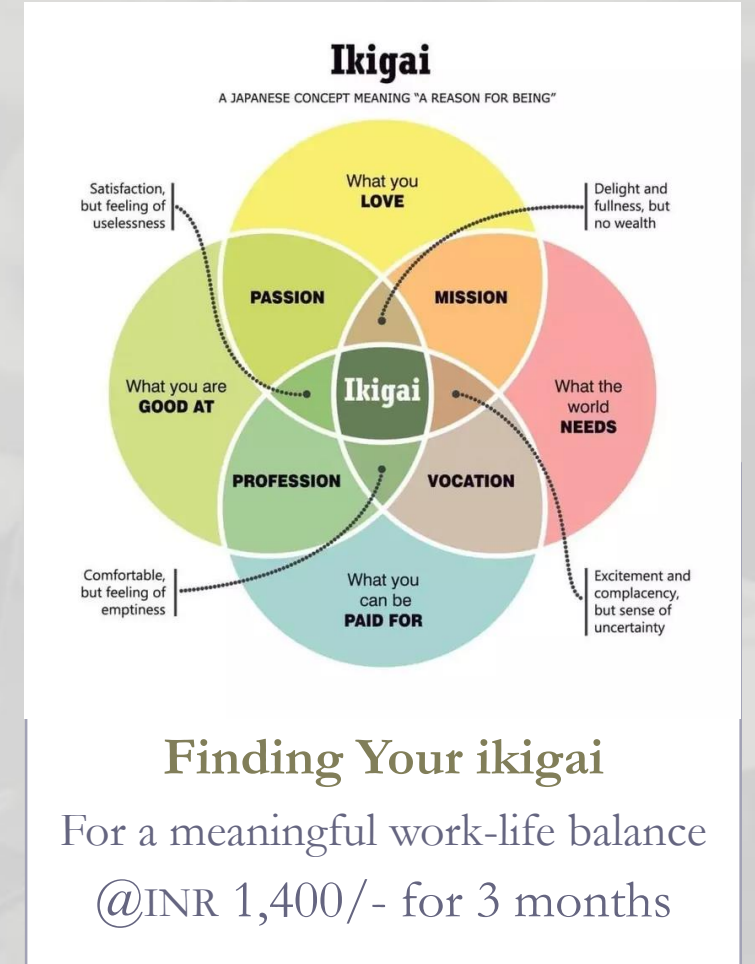 Ikigai
A JAPANESE CONCEPT MEANING “A REASON FOR BEING”
Satisfaction,
but feeling of
uselessness
What you
LOVE
Delight and
fullness, but
no wealth
PASSION
MISSION
What you are
GOOD AT
Ikigai
What the
world
NEEDS
PROFESSION
VOCATION
Comfortable,
but feeling of
emptiness
What you
can be
PAID FOR
Excitement and
complacency,
but sense of
uncertainty
Finding Your ikigai
For a meaningful work-life balance
@INR 1,400/- for 3 months